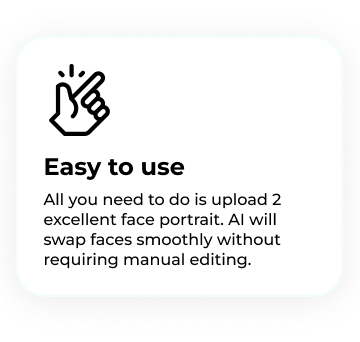 Easy to use
All you need to do is upload 2
excellent face portrait. AI will
swap faces smoothly without
requiring manual editing.